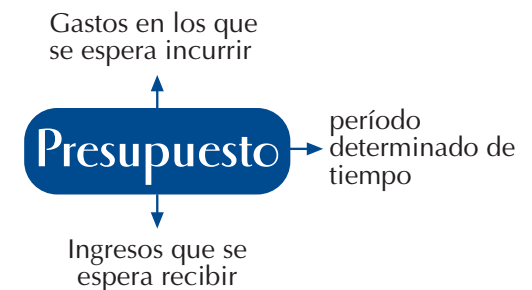 Gastos en los que
se espera incurrir
Presupuesto
período
determinado de
tiempo
Ingresos que se
espera recibir